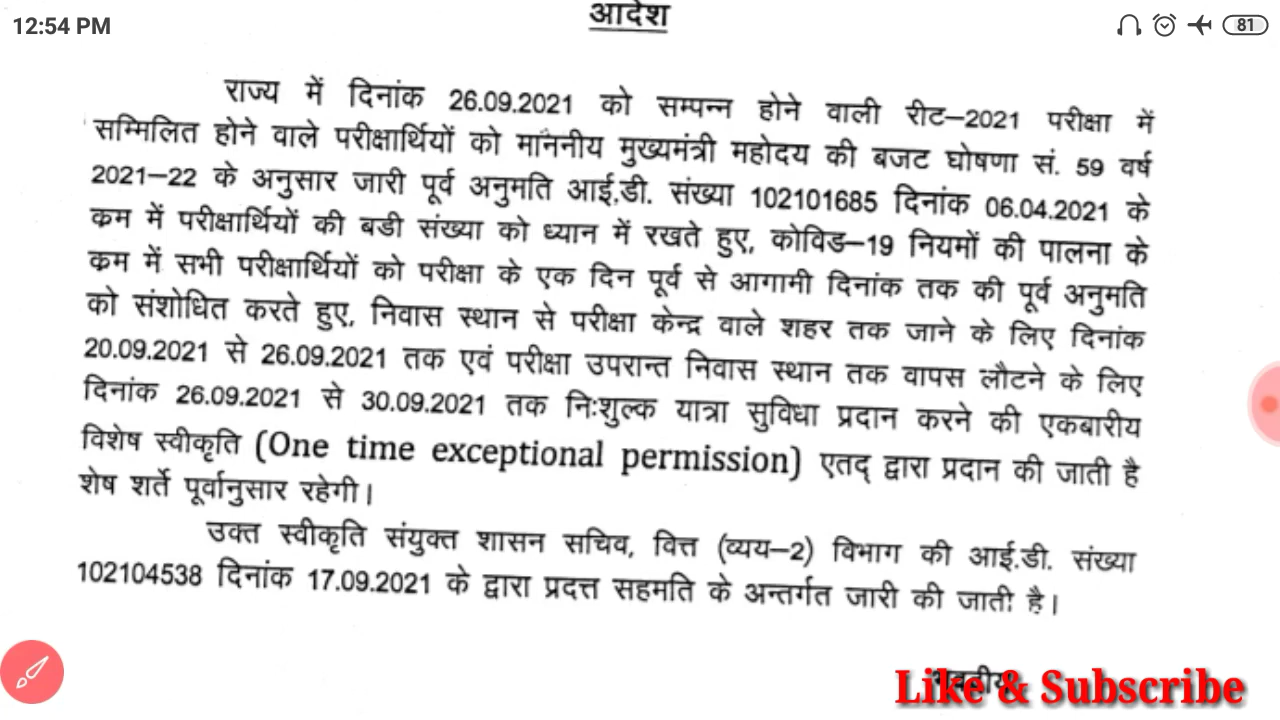 12:54 PM
81
आदेश
राज्य में दिनांक 26.09.2021 को सम्पन्न होने वाली रीट–2021 परीक्षा में
सम्मिलित होने वाले परीक्षार्थियों को माननीय मुख्यमंत्री महोदय की बजट घोषणा सं. 59 वर्ष
2021–22 के अनुसार जारी पूर्व अनुमति आई.डी. संख्या 102101685 दिनांक 06.04.2021 के
क्रम में परीक्षार्थियों की बडी संख्या को ध्यान में रखते हुए, कोविड–19 नियमों की पालना के
क्रम में सभी परीक्षार्थियों को परीक्षा के एक दिन पूर्व से आगामी दिनांक तक की पूर्व अनुमति
को संशोधित करते हुए, निवास स्थान से परीक्षा केन्द्र वाले शहर तक जाने के लिए दिनांक
20.09.2021 से 26.09.2021 तक एवं परीक्षा उपरान्त निवास स्थान तक वापस लौटने के लिए
दिनांक 26.09.2021 से 30.09.2021 तक निःशुल्क यात्रा सुविधा प्रदान करने की एकबारीय
विशेष स्वीकृति (One time exceptional permission) एतद् द्वारा प्रदान की जाती है
शेष शर्ते पूर्वानुसार रहेगी।
उक्त स्वीकृति संयुक्त शासन सचिव, वित्त (व्यय–2) विभाग की आई.डी. संख्या
102104538 दिनांक 17.09.2021 के द्वारा प्रदत्त सहमति के अन्तर्गत जारी की जाती है।
Like & Subscribe